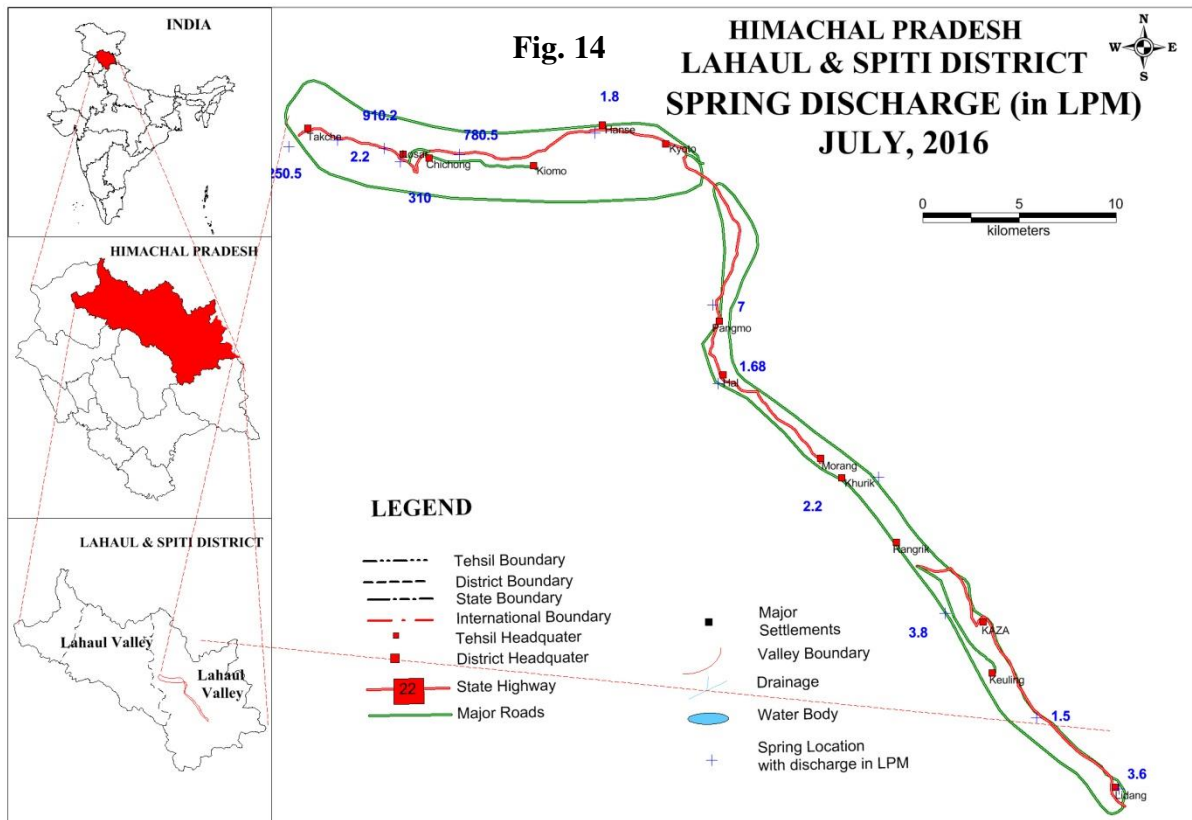 INDIA
Fig. 14
HIMACHAL PRADESH
LAHAUL & SPITI DISTRICT
SPRING DISCHARGE (in LPM)
JULY, 2016
N
W E
S
0 5 10
kilometers
1.8
910.2
780.5
Takche
Hanse
Kyoto
2.2
Chichong
Kiomo
250.5
310
HIMACHAL PRADESH
7
Pangmo
1.68
Hal
Morang
Khurik
2.2
Rangrik
3.8
KAZA
Keuling
1.5
3.6
Lidang
LAHAUL & SPITI DISTRICT
Lahaul Valley
Lahaul
Valley
LEGEND
Tehsil Boundary
District Boundary
State Boundary
International Boundary
Tehsil Headquater
District Headquater
22 State Highway
Major Roads
Major
Settlements
Valley Boundary
Drainage
Water Body
Spring Location
with discharge in LPM